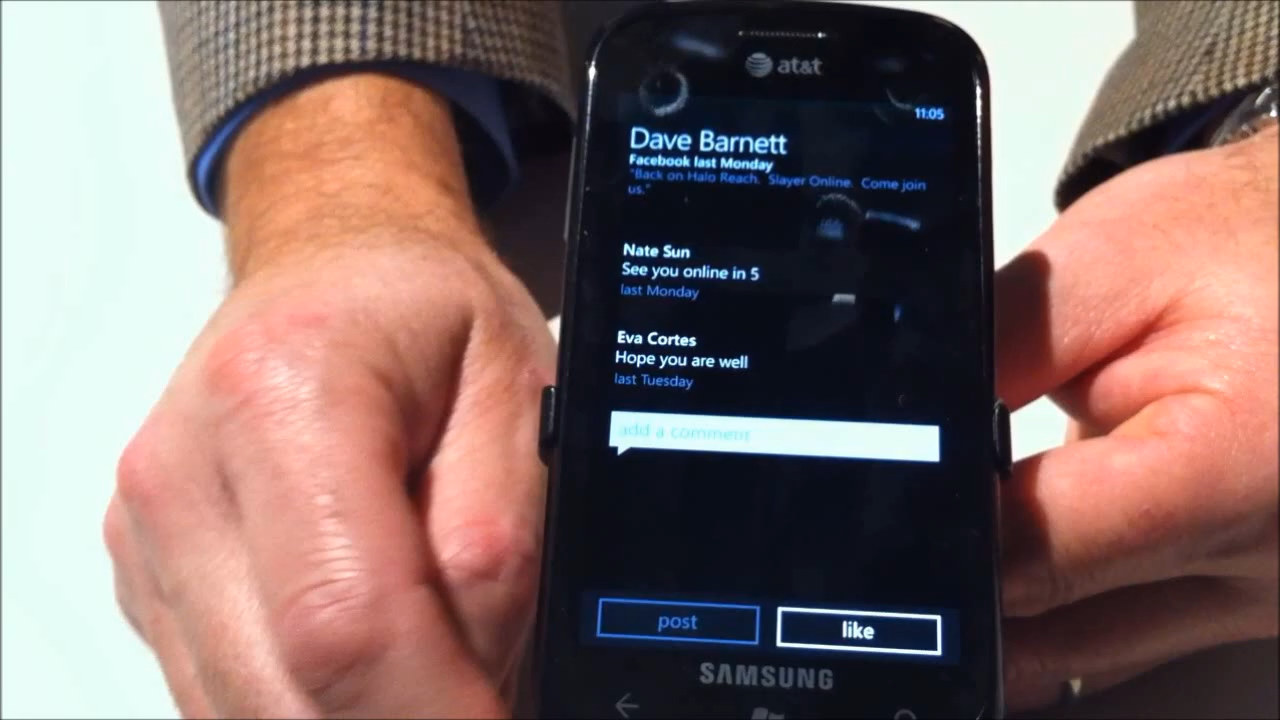 at&t
11:05
Dave Barnett
Facebook last Monday
"Back on Halo Reach. Slayer Online. Come join
us."
Nate Sun
See you online in 5
last Monday
Eva Cortes
Hope you are well
last Tuesday
add a comment
post
like
SAMSUNG